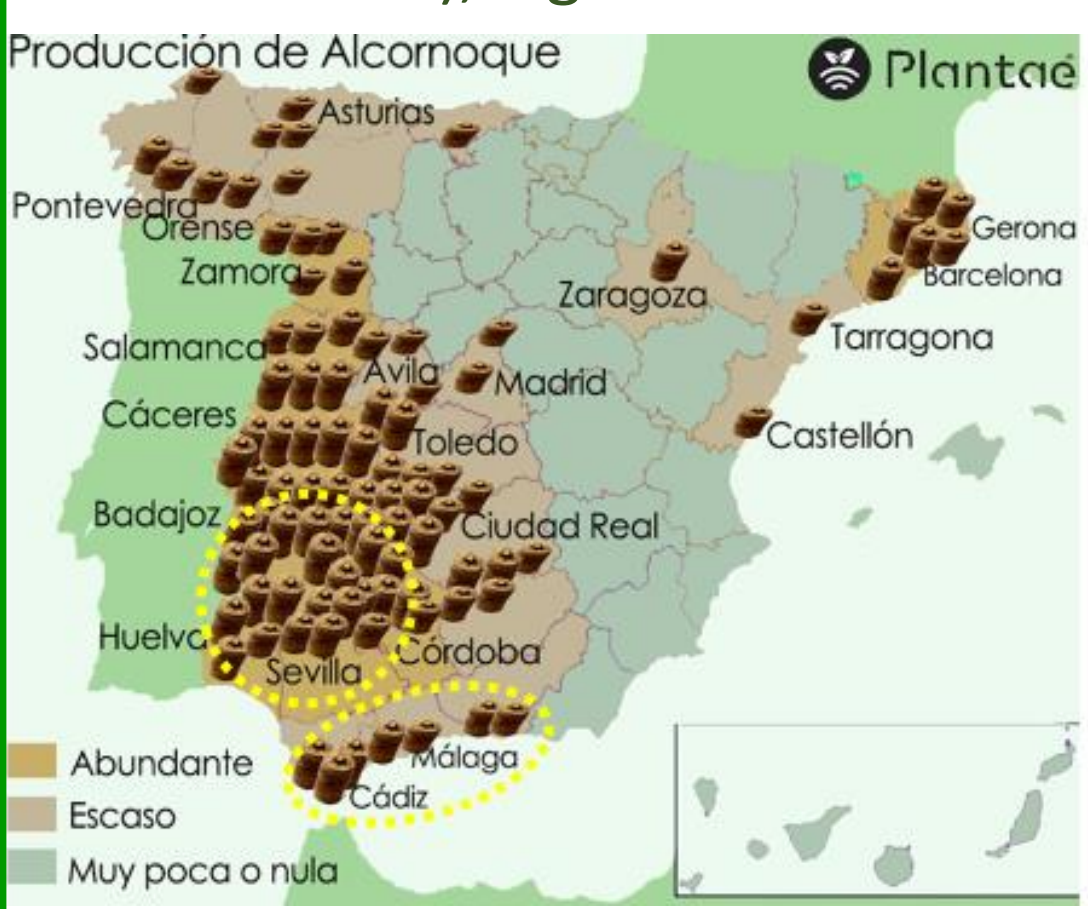 Producción de Alcornoque
Plantae
Asturias
Pontevedra
Orense
Gerona
Zamora
Barcelona
Zaragoza
Tarragona
Salamanca
Avila
Madrid
Cáceres
Toledo
Castellón
Badajoz
Ciudad Real
Huelva
Córdoba
Sevilla
Málaga
Cádiz
Abundante
Escaso
Muy poca o nula